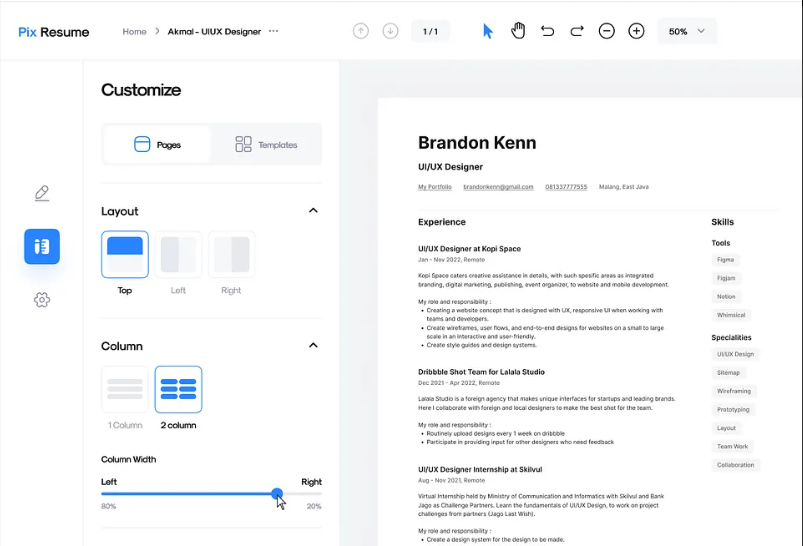 Pix Resume
Home > Akmal - UIUX Designer ···
1 / 1
50%
Customize
Pages
Templates
Layout
Top
Left
Right
Column
1 Column
2 column
Column Width
Left
Right
80%
20%
Brandon Kenn
UI/UX Designer
My Portfolio brandonkenn@gmail.com 081337777555 Malang, East Java
Experience
UI/UX Designer at Kopi Space
Jan - Nov 2022, Remote
Kopi Space caters creative assistance in details, with such spesific areas as integrated
branding, digital marketing, publishing, event organizer, to website and mobile development.
My role and responsibility :
• Creating a website concept that is designed with UX, responsive UI when working with
teams and developers.
• Create wireframes, user flows, and end-to-end designs for websites on a small to large
scale in an interactive and user-friendly.
• Create style guides and design systems.
Dribbble Shot Team for Lalala Studio
Dec 2021 - Apr 2022, Remote
Lalala Studio is a foreign agency that makes unique interfaces for startups and leading brands.
Here I collaborate with foreign and local designers to make the best shot for the team.
My role and responsibility :
• Routinely upload designs every 1 week on dribbble
• Participate in providing input for other designers who need feedback
UI/UX Designer Internship at Skilvul
Aug - Nov 2021, Remote
Virtual Internship held by Ministry of Communication and Informatics with Skilvul and Bank
Jago as Challenge Partners. Learn the fundamentals of UI/UX Design, to work on project
challenges from partners (Jago Last Wish).
My role and responsibility :
• Create a design system for the design to be made.
Skills
Tools
Figma
Figjam
Notion
Whimsical
Specialities
UI/UX Design
Sitemap
Wireframing
Prototyping
Layout
Team Work
Collaboration